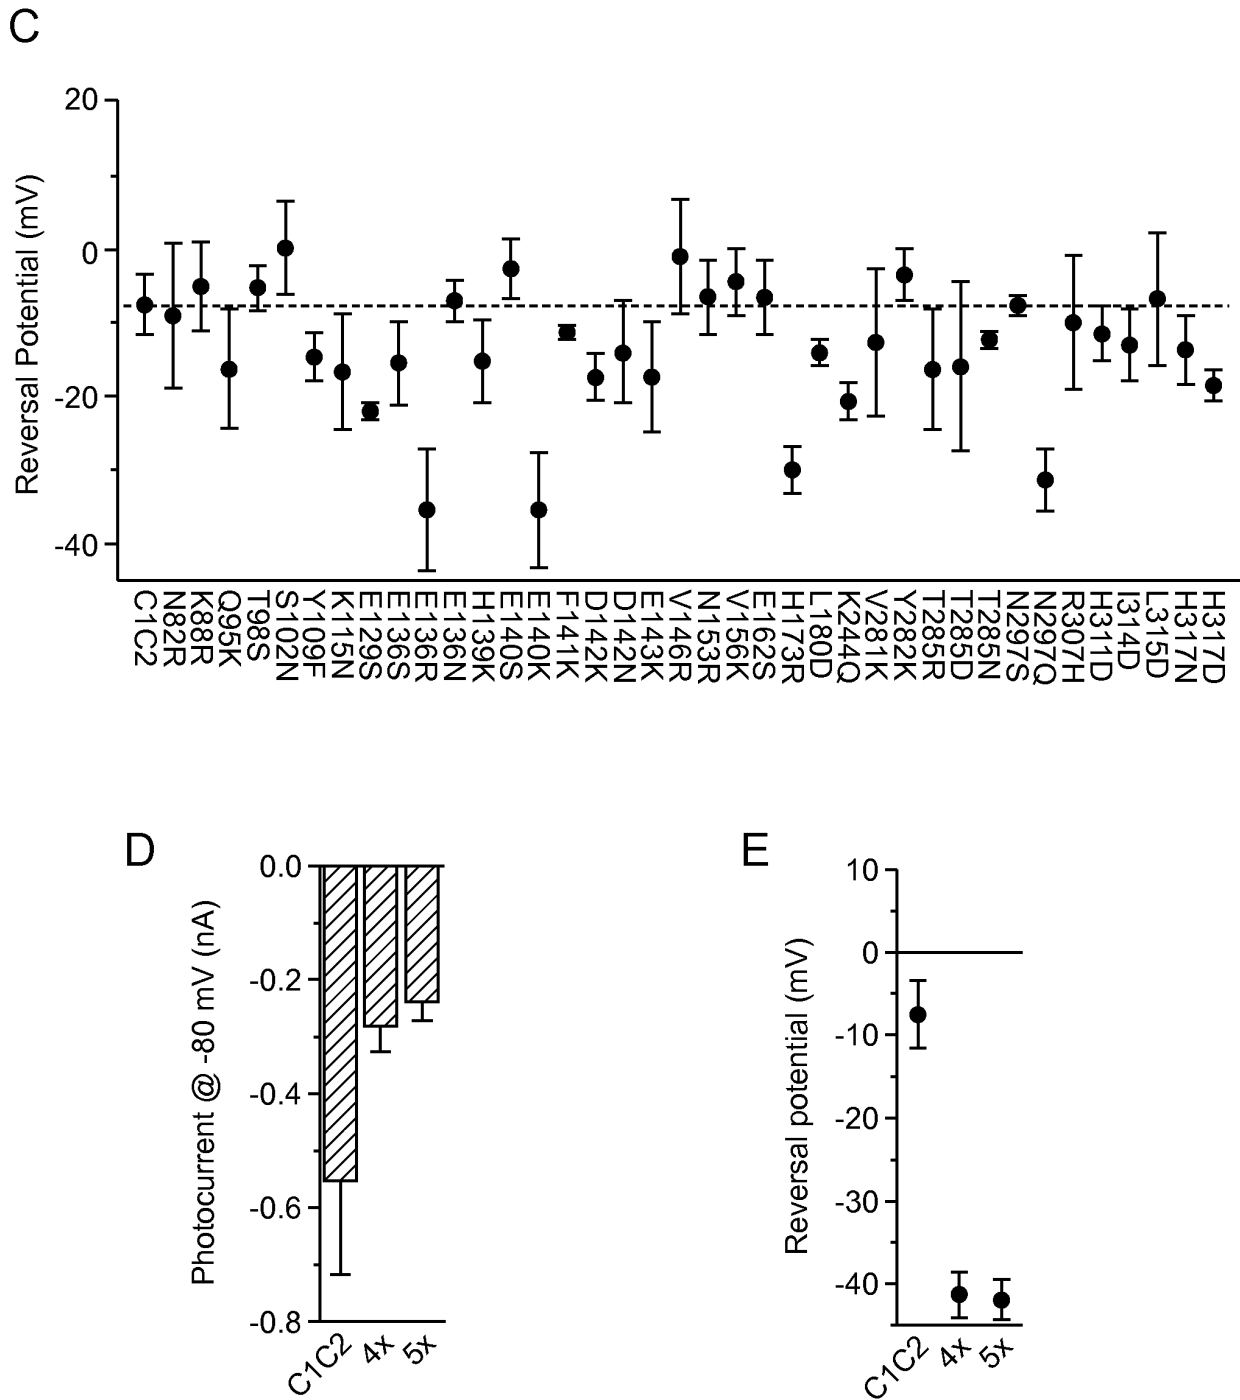 C
20
0
-20
-40
Reversal Potential (mV)
C1C2
N82R
K88R
Q95K
T98S
S102N
Y109F
K115N
E129S
E136S
E136R
E136N
H139K
E140S
E140K
F141K
D142K
D142N
E143K
V146R
N153R
V156K
E162S
H173R
L180D
K244Q
V281K
Y282K
T285R
T285D
T285N
N297S
N297Q
R307H
H311D
I314D
L315D
H317N
H317D
D
0.0
-0.2
-0.4
-0.6
-0.8
Photocurrent @ -80 mV (nA)
C1C2
4x
5x
E
10
0
-10
-20
-30
-40
Reversal potential (mV)
C1C2
4x
5x